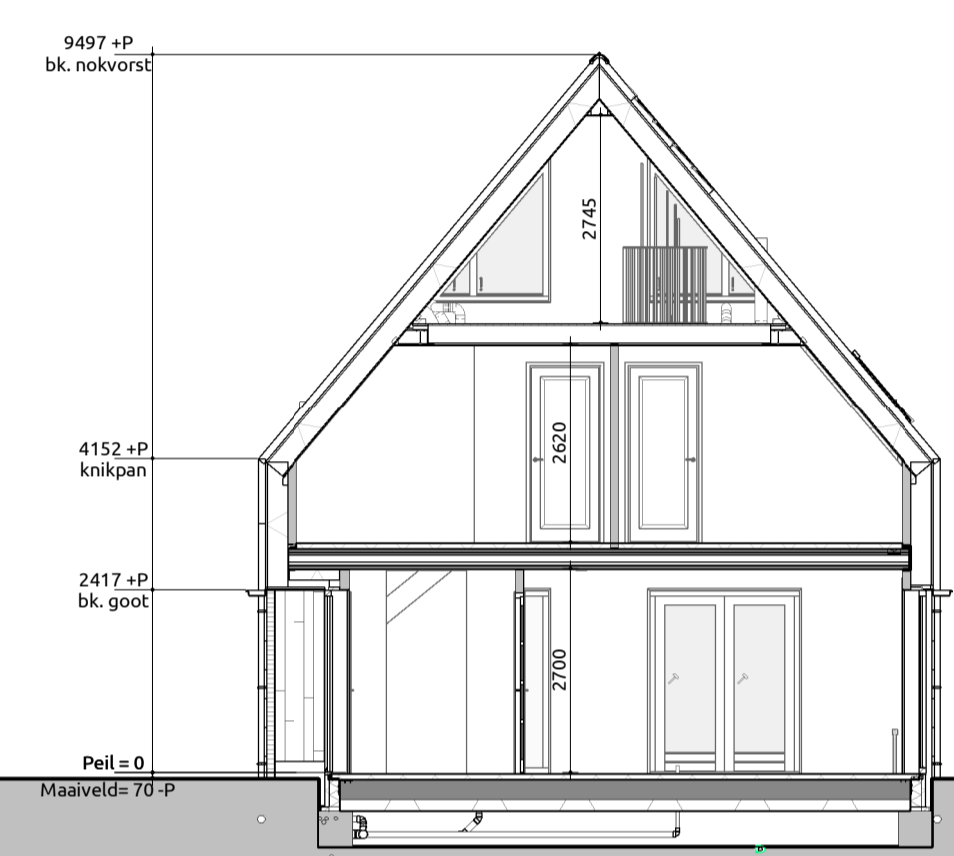 9497 +P
bk. nokvorst
2745
4152 +P
knikpan
2620
2417 +P
bk. goot
2700
Peil = 0
Maaiveld= 70 -P